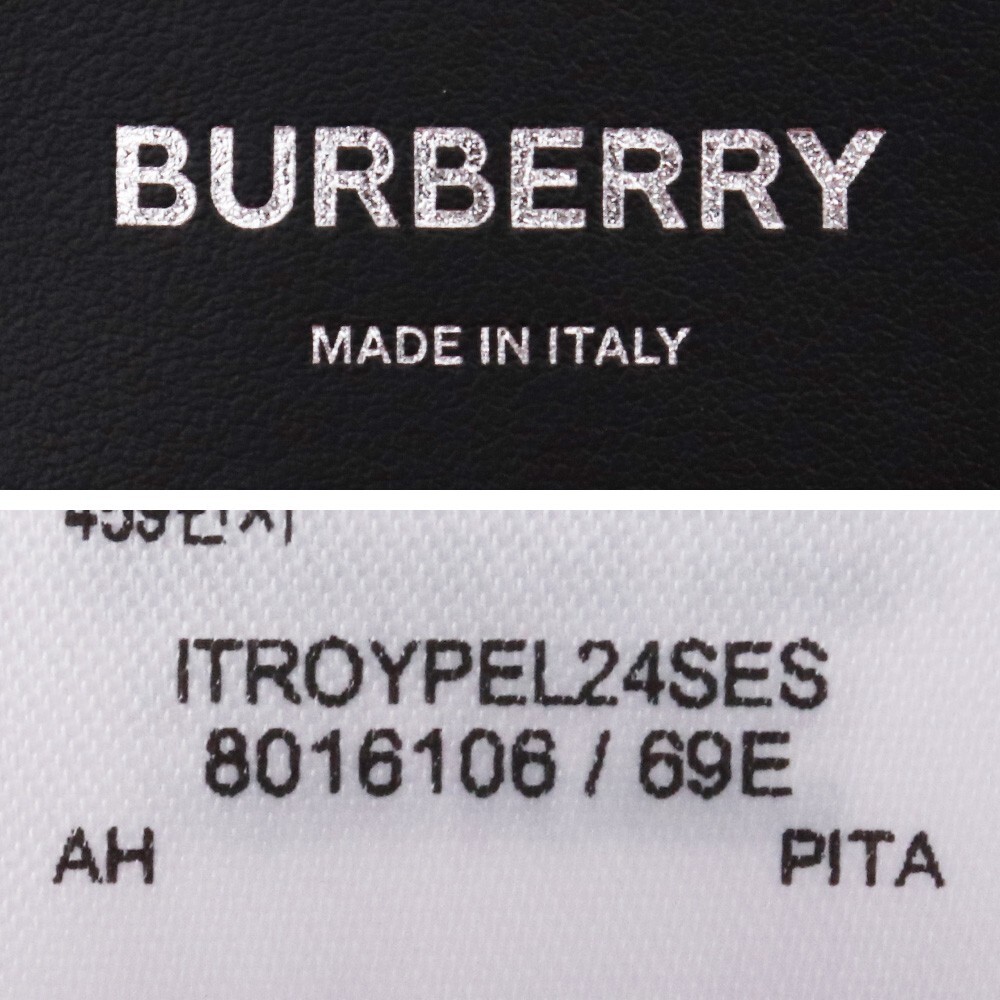 BURBERRY
MADE IN ITALY
ITROYPEL24SES
8016106 / 69E
AH PITA